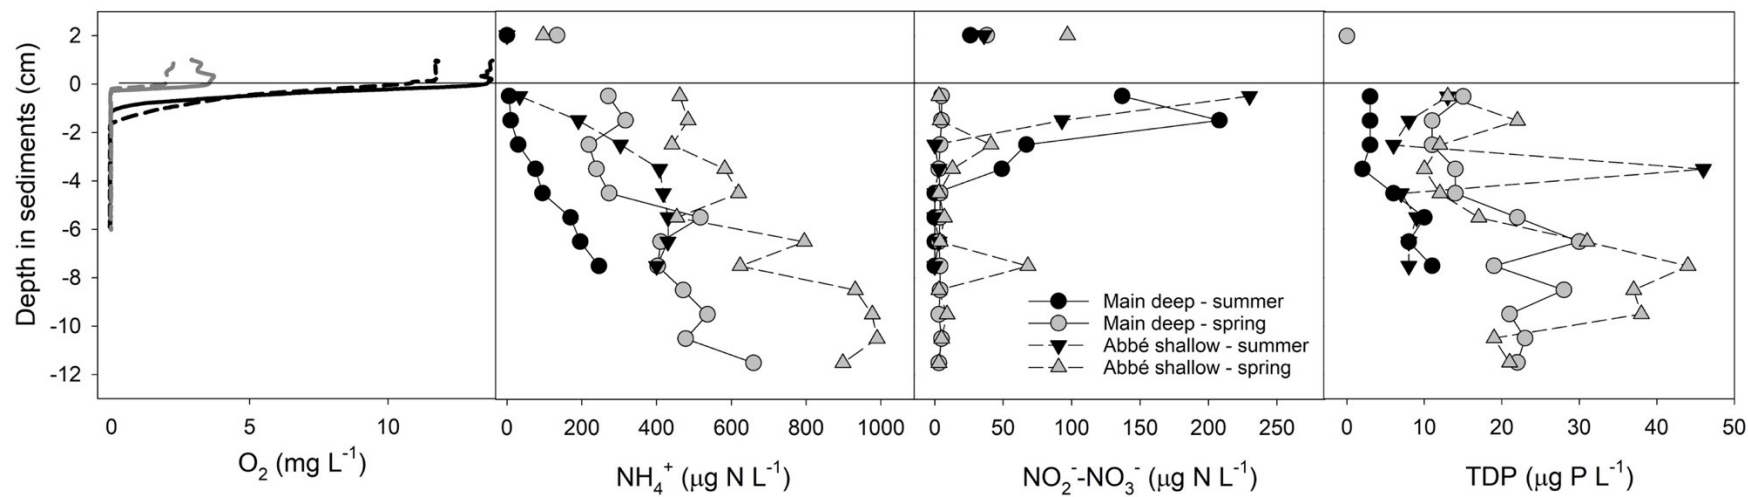 Depth in sediments (cm)
2
0
-2
-4
-6
-8
-10
-12
0 5 10
O₂ (mg L⁻¹)
0 200 400 600 800 1000
NH₄⁺ (μg N L⁻¹)
Main deep - summer
Main deep - spring
Abbé shallow - summer
Abbé shallow - spring
0 50 100 150 200 250
NO₂⁻-NO₃⁻ (μg N L⁻¹)
0 10 20 30 40 50
TDP (μg P L⁻¹)